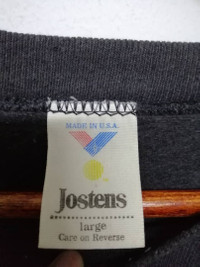 MADE IN U.S.A.
Jostens
large
Care on Reverse